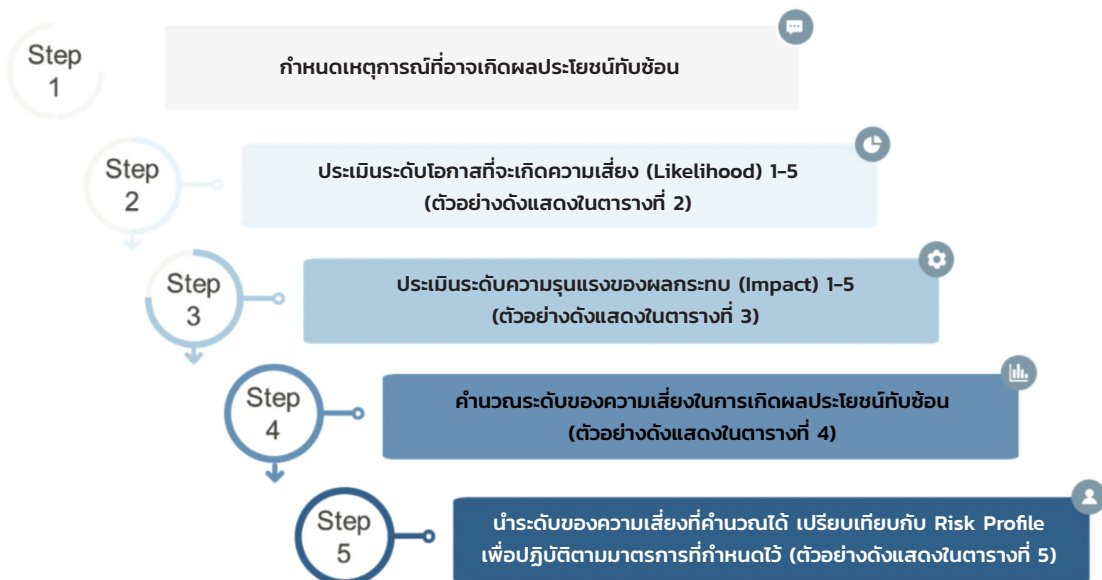 Step
1
กำหนดเหตุการณ์ที่อาจเกิดผลประโยชน์ทับซ้อน
Step
2
ประเมินระดับโอกาสที่จะเกิดความเสี่ยง (Likelihood) 1-5
(ตัวอย่างดังแสดงในตารางที่ 2)
Step
3
ประเมินระดับความรุนแรงของผลกระทบ (Impact) 1-5
(ตัวอย่างดังแสดงในตารางที่ 3)
Step
4
คำนวณระดับของความเสี่ยงในการเกิดผลประโยชน์ทับซ้อน
(ตัวอย่างดังแสดงในตารางที่ 4)
Step
5
นำระดับของความเสี่ยงที่คำนวณได้ เปรียบเทียบกับ Risk Profile
เพื่อปฏิบัติตามมาตรการที่กำหนดไว้ (ตัวอย่างดังแสดงในตารางที่ 5)